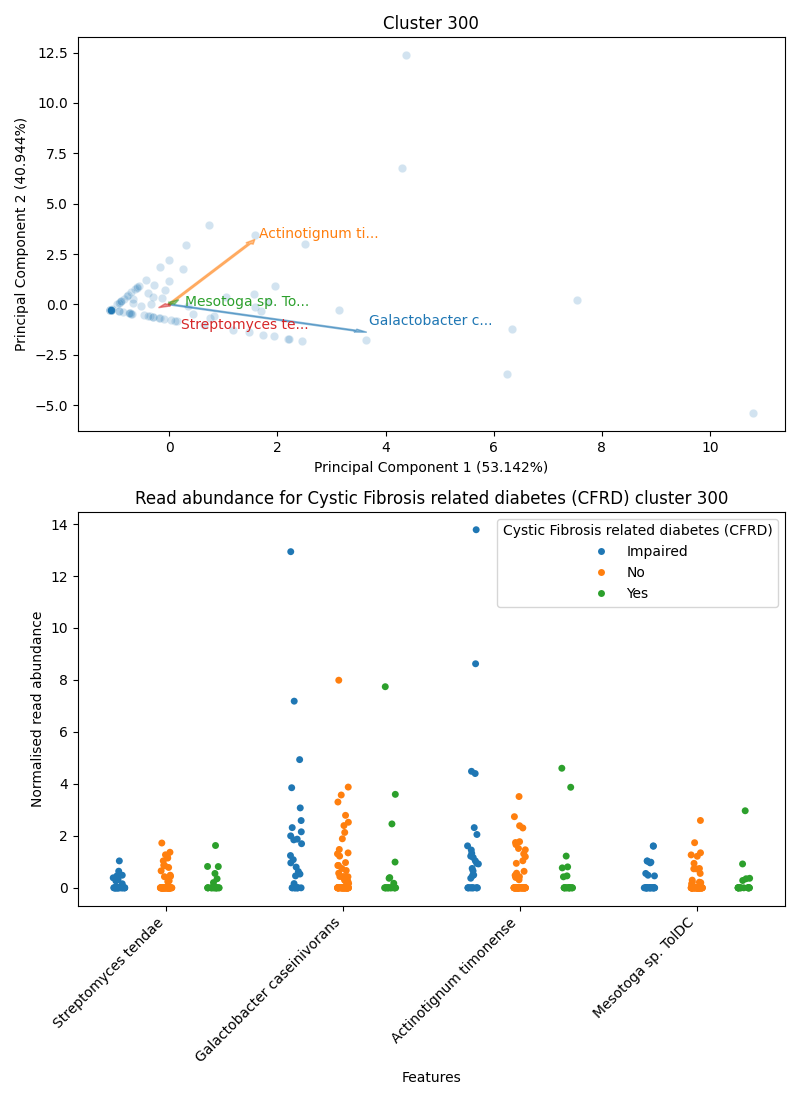 Cluster 300
12.5
10.0
7.5
5.0
2.5
0.0
−2.5
−5.0
Principal Component 2 (40.944%)
Actinotignum ti...
Mesotoga sp. To...
Streptomyces te...
Galactobacter c...
0 2 4 6 8 10
Principal Component 1 (53.142%)
Read abundance for Cystic Fibrosis related diabetes (CFRD) cluster 300
14
12
10
8
6
4
2
0
Normalised read abundance
Cystic Fibrosis related diabetes (CFRD)
Impaired
No
Yes
Streptomyces tendae
Galactobacter caseinivorans
Actinotignum timonense
Mesotoga sp. TolDC
Features